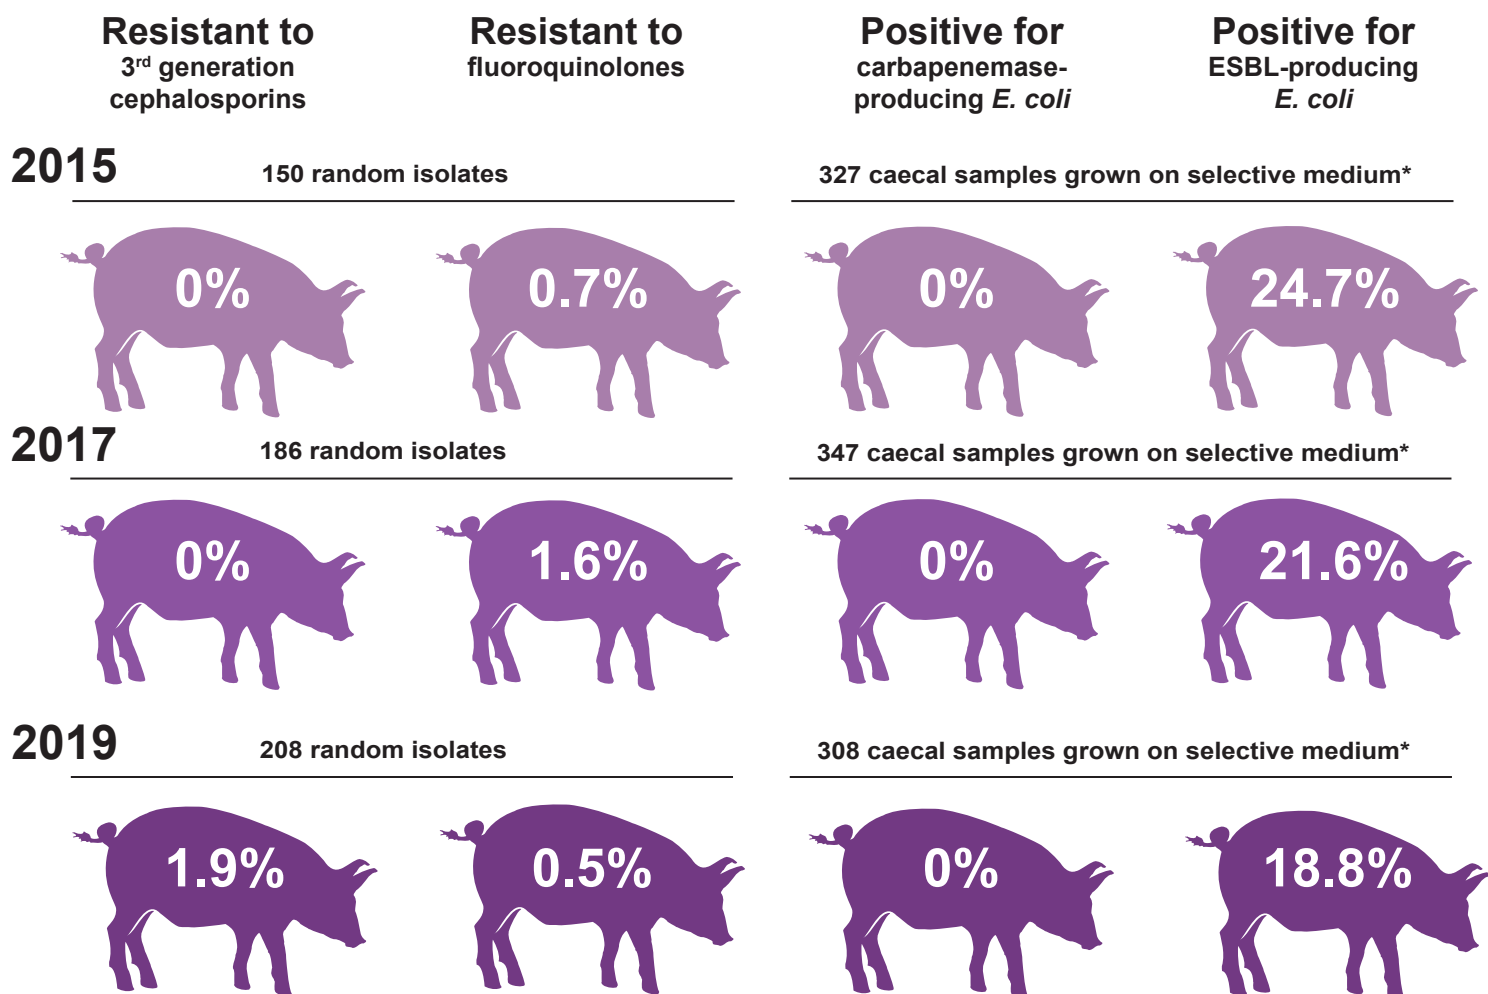 Resistant to
3rd generation
cephalosporins
Resistant to
fluoroquinolones
Positive for
carbapenemase-
producing E. coli
Positive for
ESBL-producing
E. coli
2015
150 random isolates
327 caecal samples grown on selective medium*
0%
0.7%
0%
24.7%
2017
186 random isolates
347 caecal samples grown on selective medium*
0%
1.6%
0%
21.6%
2019
208 random isolates
308 caecal samples grown on selective medium*
1.9%
0.5%
0%
18.8%